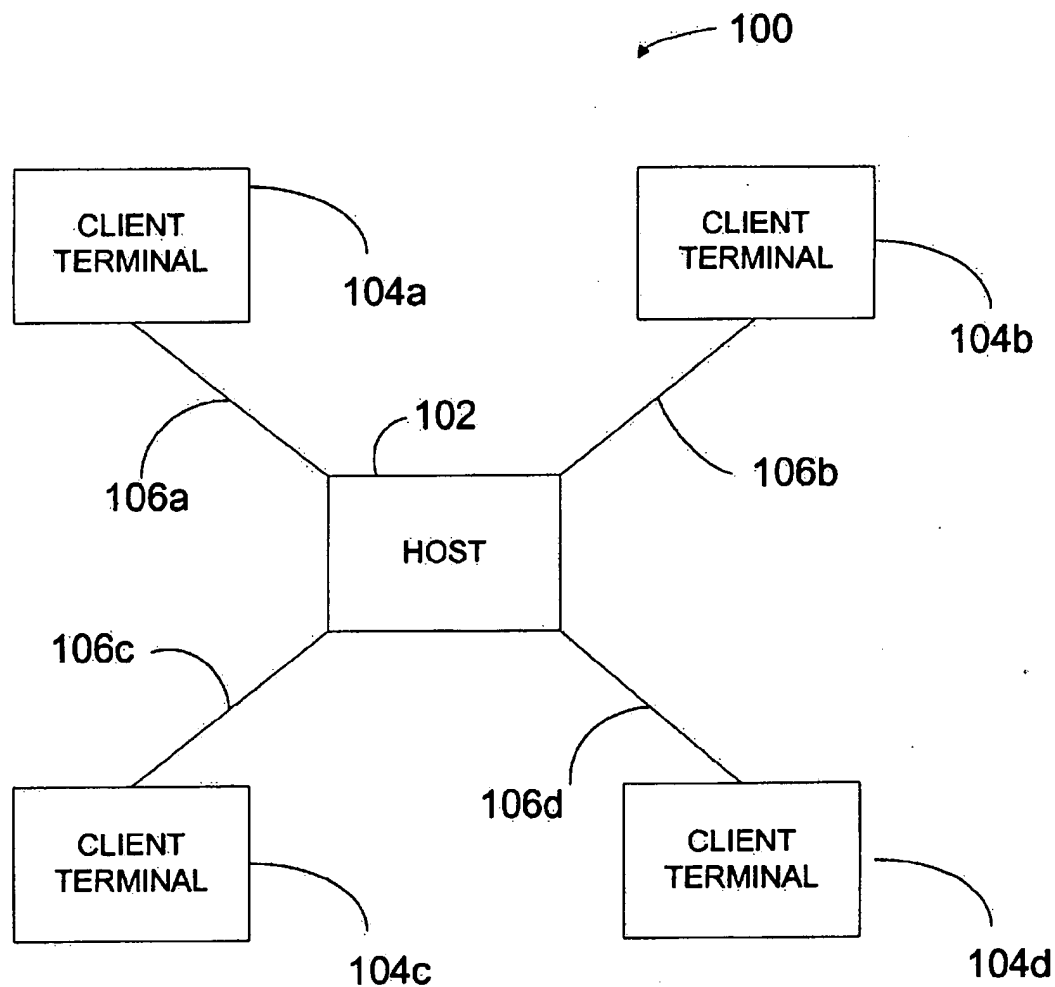 100
CLIENT
TERMINAL
104a
CLIENT
TERMINAL
104b
106a
102
106b
HOST
106c
106d
CLIENT
TERMINAL
104c
CLIENT
TERMINAL
104d